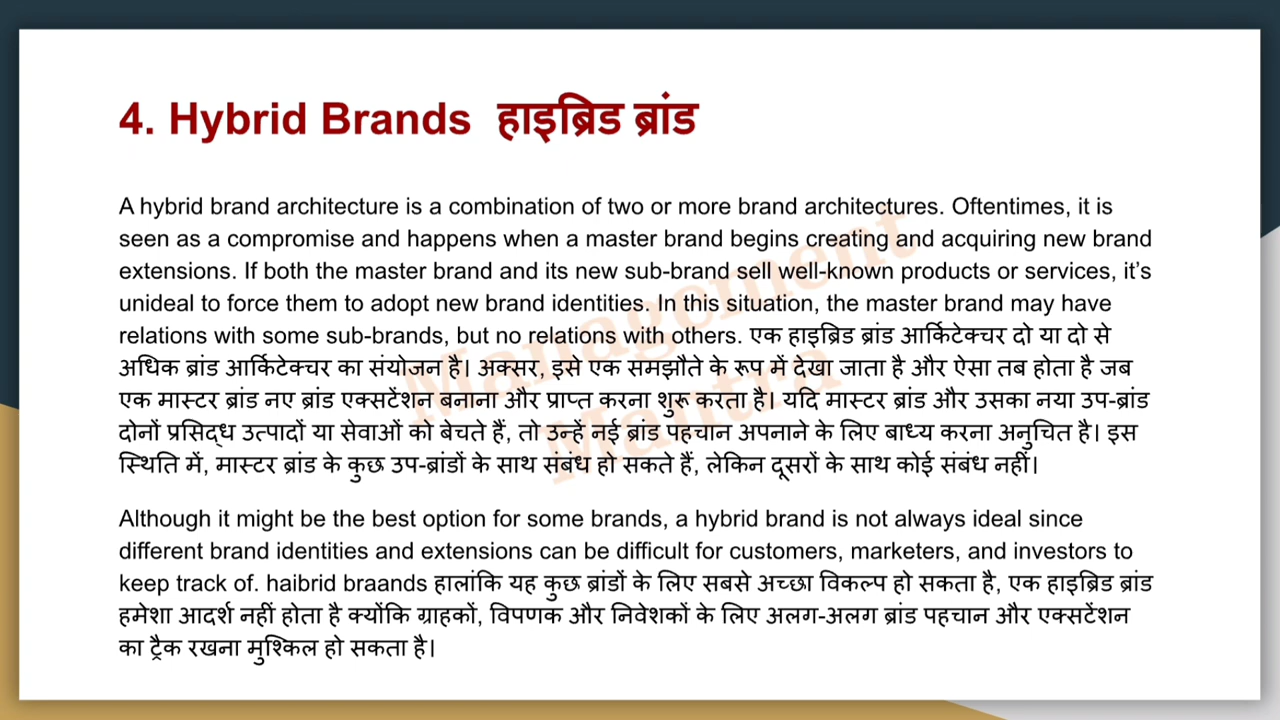 4. Hybrid Brands हाइब्रिड ब्रांड
A hybrid brand architecture is a combination of two or more brand architectures. Oftentimes, it is
seen as a compromise and happens when a master brand begins creating and acquiring new brand
extensions. If both the master brand and its new sub-brand sell well-known products or services, it’s
unideal to force them to adopt new brand identities. In this situation, the master brand may have
relations with some sub-brands, but no relations with others. एक हाइब्रिड ब्रांड आर्किटेक्चर दो या दो से
अधिक ब्रांड आर्किटेक्चर का संयोजन है। अक्सर, इसे एक समझौते के रूप में देखा जाता है और ऐसा तब होता है जब
एक मास्टर ब्रांड नए ब्रांड एक्सटेंशन बनाना और प्राप्त करना शुरू करता है। यदि मास्टर ब्रांड और उसका नया उप-ब्रांड
दोनों प्रसिद्ध उत्पादों या सेवाओं को बेचते हैं, तो उन्हें नई ब्रांड पहचान अपनाने के लिए बाध्य करना अनुचित है। इस
स्थिति में, मास्टर ब्रांड के कुछ उप-ब्रांडों के साथ संबंध हो सकते हैं, लेकिन दूसरों के साथ कोई संबंध नहीं।
Although it might be the best option for some brands, a hybrid brand is not always ideal since
different brand identities and extensions can be difficult for customers, marketers, and investors to
keep track of. haibrid braands हालांकि यह कुछ ब्रांडों के लिए सबसे अच्छा विकल्प हो सकता है, एक हाइब्रिड ब्रांड
हमेशा आदर्श नहीं होता है क्योंकि ग्राहकों, विपणक और निवेशकों के लिए अलग-अलग ब्रांड पहचान और एक्सटेंशन
का ट्रैक रखना मुश्किल हो सकता है।
Management
Mantra